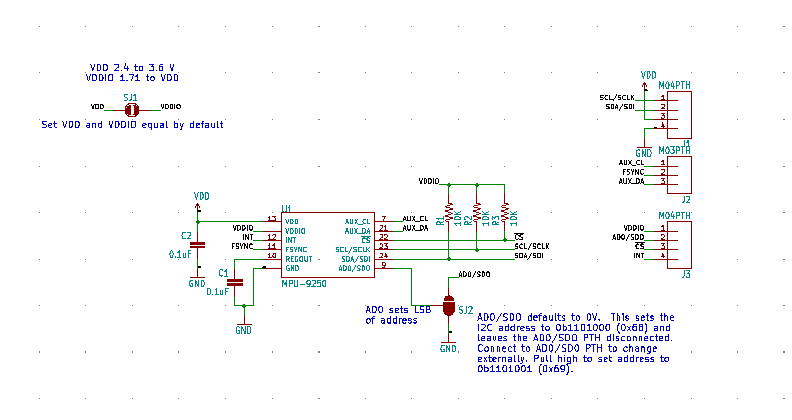 VDD 2.4 to 3.6 V
VDDIO 1.71 to VDD
SJ1
VDD
VDDIO
Set VDD and VDDIO equal by default
VDD
M04PTH
SCL/SCLK
1
SDA/SDI
2
3
4
GND
J1
M03PTH
AUX_CL
1
FSYNC
2
AUX_DA
3
J2
M04PTH
VDDIO
1
AD0/SDO
2
CS
3
INT
4
J3
VDDIO
R1
10k
R2
10k
R3
10k
VDD
C2
0.1uF
GND
U1
13
VDD
VDDIO
VDDIO
INT
12
INT
FSYNC
11
FSYNC
10
REGOUT
GND
AUX_CL
7
AUX_CL
AUX_DA
21
AUX_DA
CS
22
CS
SCL/SCLK
23
SCL/SCLK
SDA/SDI
24
SDA/SDI
AD0/SDO
9
MPU-9250
C1
0.1uF
GND
AD0/SDO
SJ2
GND
AD0 sets LSB
of address
AD0/SDO defaults to 0V. This sets the
I2C address to 0b1101000 (0x68) and
leaves the AD0/SDO PTH disconnected.
Connect to AD0/SDO PTH to change
externally. Pull high to set address to
0b1101001 (0x69).